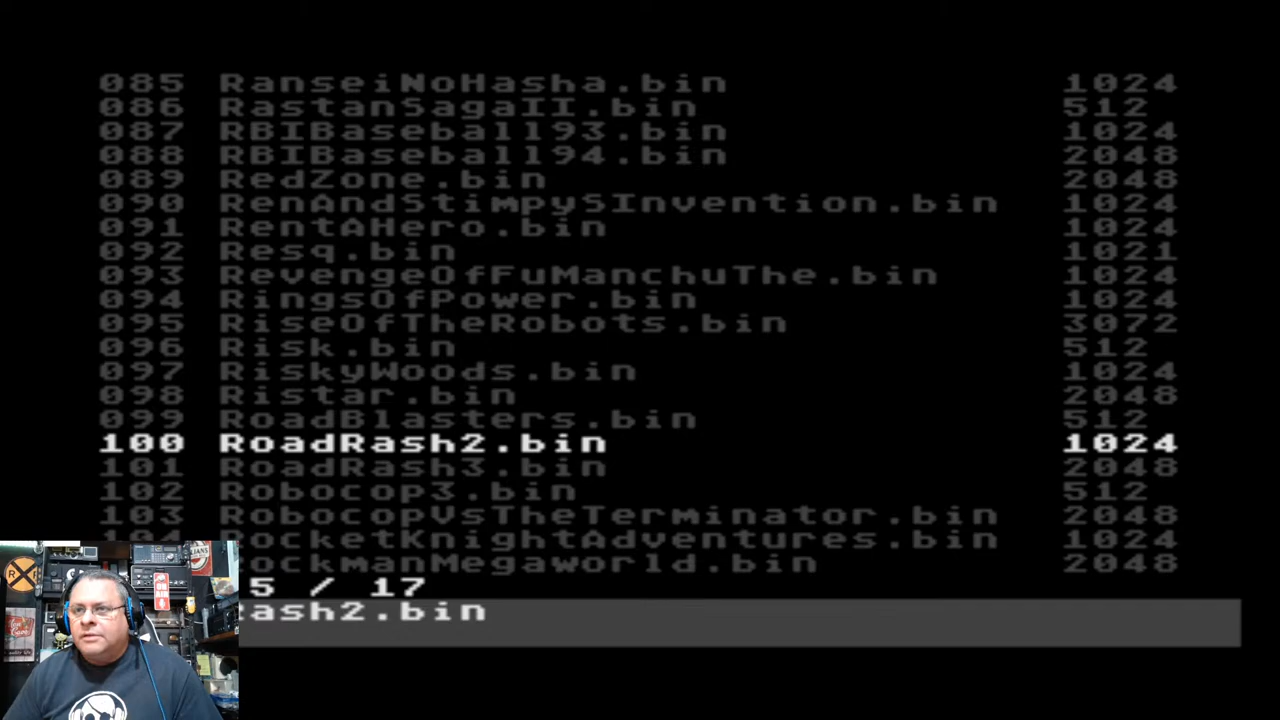 085 RanseiNoHasha.bin 1024
086 RastanSagaII.bin 512
087 RBIBaseball93.bin 1024
088 RBIBaseball94.bin 2048
089 RedZone.bin 2048
090 RenAndStimpySInvention.bin 1024
091 RentAHero.bin 1024
092 Resq.bin 1021
093 RevengeOfFuManchuThe.bin 1024
094 RingsOfPower.bin 1024
095 RiseOfTheRobots.bin 3072
096 Risk.bin 512
097 RiskyWoods.bin 1024
098 Ristar.bin 2048
099 RoadBlasters.bin 512
100 RoadRash2.bin 1024
101 RoadRash3.bin 2048
102 Robocop3.bin 512
103 RobocopVsTheTerminator.bin 2048
104 ocketKnightAdventures.bin 1024
ockmanMegaworld.bin 2048
5 / 17
ash2.bin
ON AIR